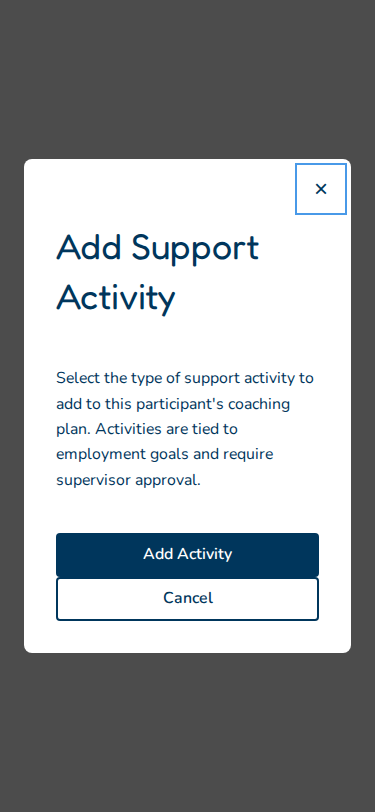 ✕
Add Support
Activity
Select the type of support activity to
add to this participant's coaching
plan. Activities are tied to
employment goals and require
supervisor approval.
Add Activity
Cancel